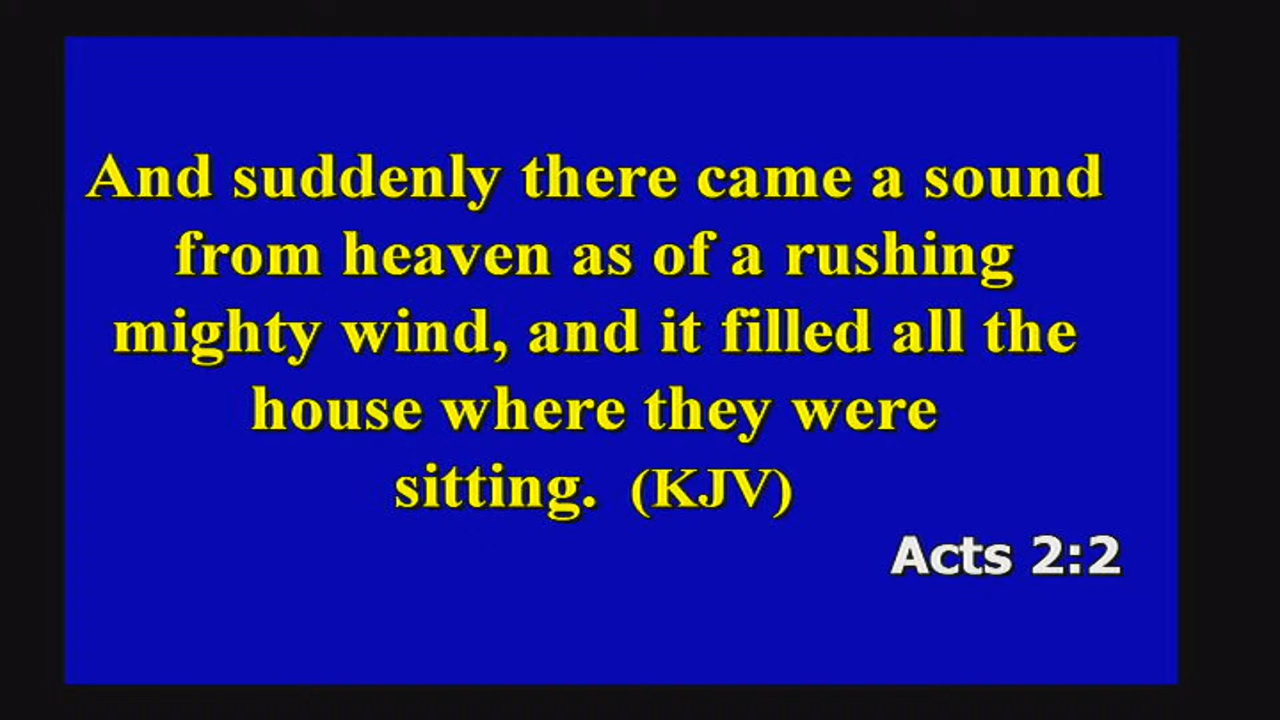 And suddenly there came a sound
from heaven as of a rushing
mighty wind, and it filled all the
house where they were
sitting. (KJV)
Acts 2:2